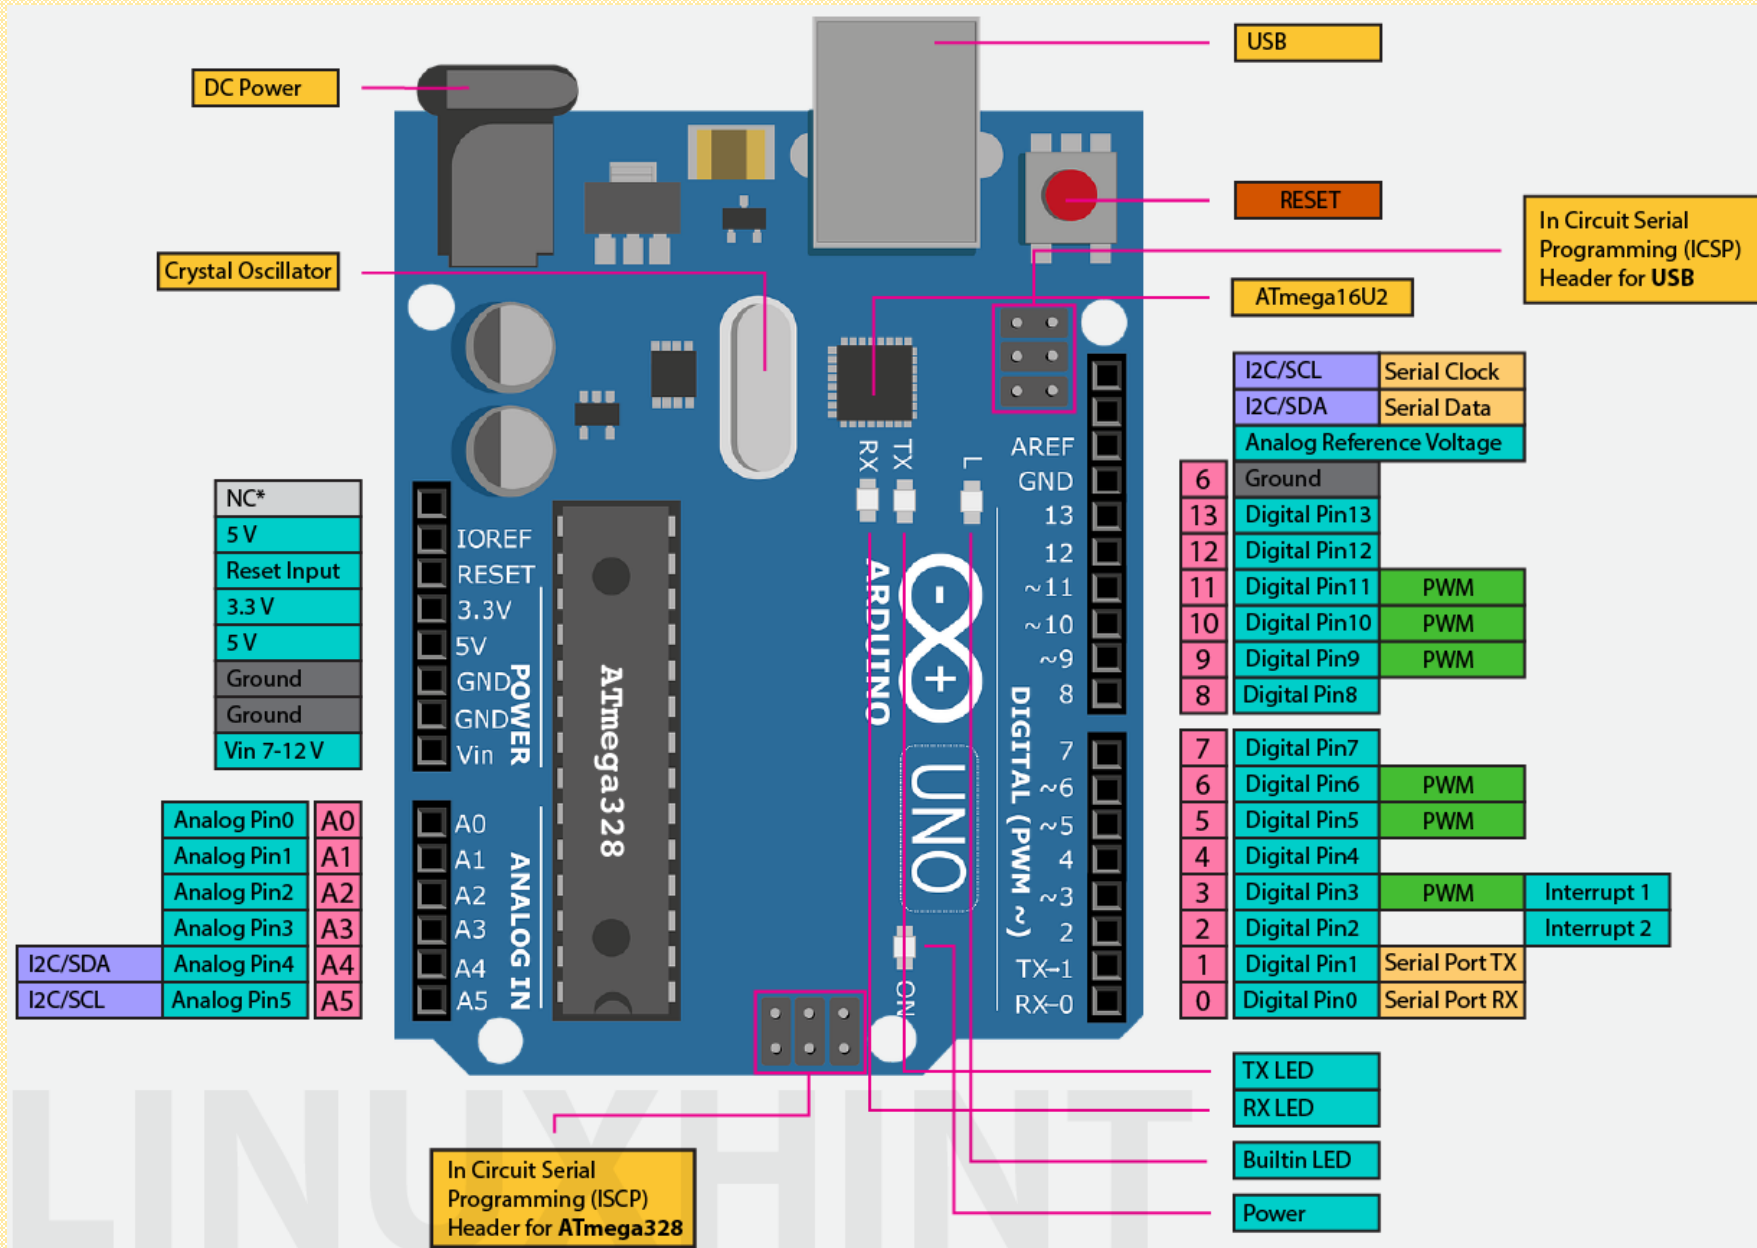 USB
DC Power
RESET
In Circuit Serial
Programming (ICSP)
Header for USB
Crystal Oscillator
ATmega16U2
I2C/SCL Serial Clock
I2C/SDA Serial Data
Analog Reference Voltage
6 Ground
13 Digital Pin13
12 Digital Pin12
11 Digital Pin11 PWM
10 Digital Pin10 PWM
9 Digital Pin9 PWM
8 Digital Pin8
7 Digital Pin7
6 Digital Pin6 PWM
5 Digital Pin5 PWM
4 Digital Pin4
3 Digital Pin3 PWM Interrupt 1
2 Digital Pin2 Interrupt 2
1 Digital Pin1 Serial Port TX
0 Digital Pin0 Serial Port RX
NC*
5 V
Reset Input
3.3 V
5 V
Ground
Ground
Vin 7-12 V
Analog Pin0 A0
Analog Pin1 A1
Analog Pin2 A2
Analog Pin3 A3
I2C/SDA Analog Pin4 A4
I2C/SCL Analog Pin5 A5
IOREF
RESET
3.3V
5V
GND
GND
Vin
POWER
A0
A1
A2
A3
A4
A5
ANALOG IN
ATmega328
RX
TX
L
ARDUINO
- +
UNO
ON
AREF
GND
13
12
~11
~10
~9
8
7
~6
~5
4
~3
2
TX-1
RX-0
DIGITAL (PWM ~)
TX LED
RX LED
Builtin LED
Power
In Circuit Serial
Programming (ISCP)
Header for ATmega328
LINUXHINT